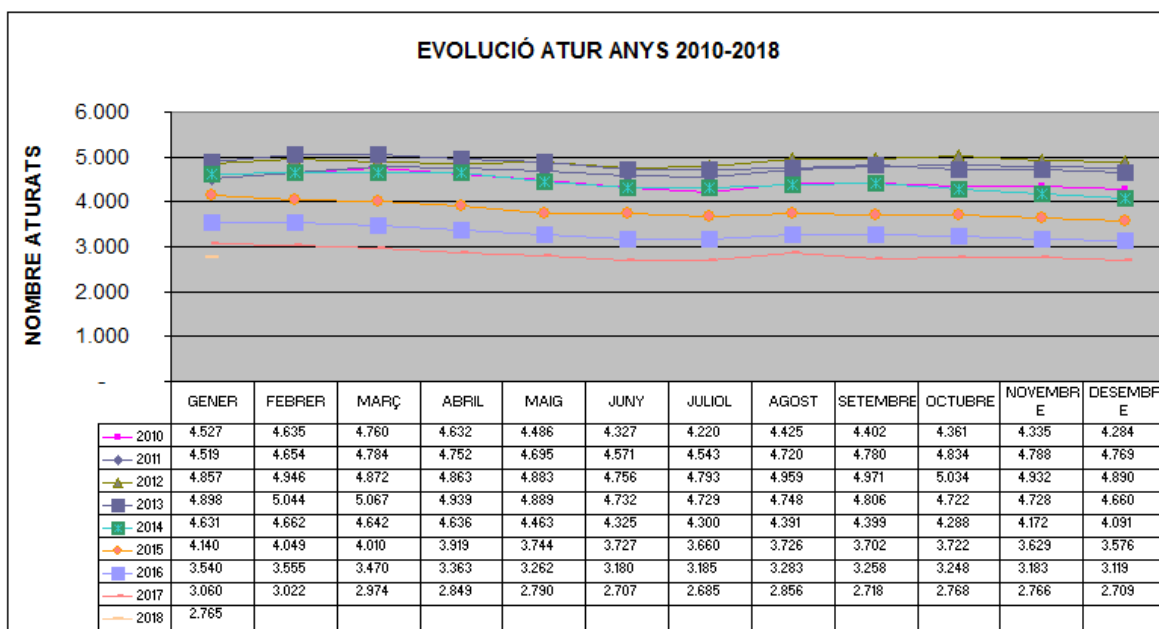 EVOLUCIÓ ATUR ANYS 2010-2018
NOMBRE ATURATS
6.000
5.000
4.000
3.000
2.000
1.000
-
GENER FEBRER MARÇ ABRIL MAIG JUNY JULIOL AGOST SETEMBRE OCTUBRE NOVEMBRE DESEMBRE
2010 4.527 4.635 4.760 4.632 4.486 4.327 4.220 4.425 4.402 4.361 4.335 4.284
2011 4.519 4.654 4.784 4.752 4.695 4.571 4.543 4.720 4.780 4.834 4.788 4.769
2012 4.857 4.946 4.872 4.863 4.883 4.756 4.793 4.959 4.971 5.034 4.932 4.890
2013 4.898 5.044 5.067 4.939 4.889 4.732 4.729 4.748 4.806 4.722 4.728 4.660
2014 4.631 4.662 4.642 4.636 4.463 4.325 4.300 4.391 4.399 4.288 4.172 4.091
2015 4.140 4.049 4.010 3.919 3.744 3.727 3.660 3.726 3.702 3.722 3.629 3.576
2016 3.540 3.555 3.470 3.363 3.262 3.180 3.185 3.283 3.258 3.248 3.183 3.119
2017 3.060 3.022 2.974 2.849 2.790 2.707 2.685 2.856 2.718 2.768 2.766 2.709
2018 2.765